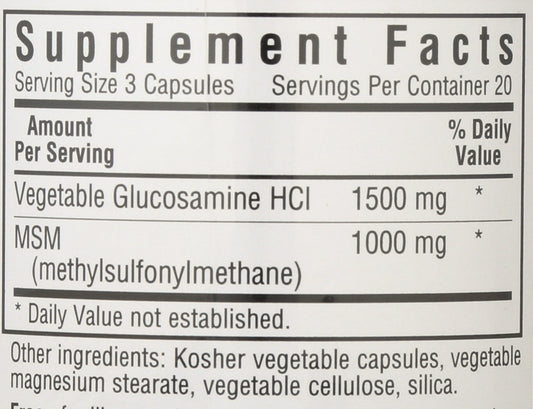 Supplement Facts
Serving Size 3 Capsules Servings Per Container 20
Amount % Daily
Per Serving Value
Vegetable Glucosamine HCl 1500 mg *
MSM 1000 mg *
(methylsulfonylmethane)
* Daily Value not established.
Other ingredients: Kosher vegetable capsules, vegetable
magnesium stearate, vegetable cellulose, silica.